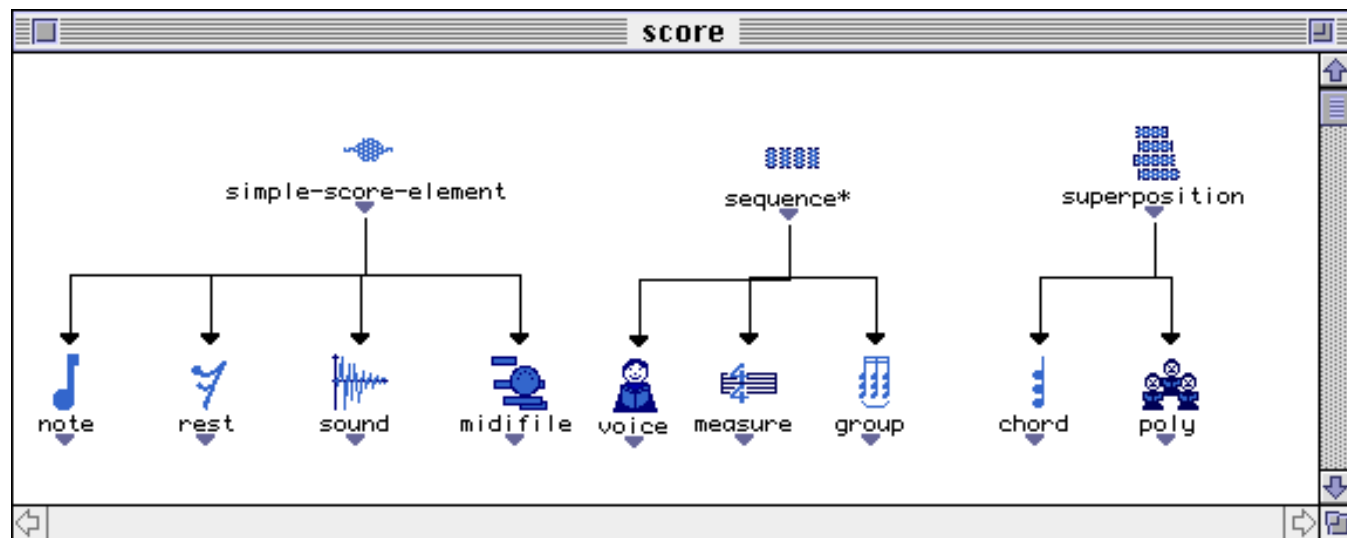 score
simple-score-element
sequence*
superposition
note
rest
sound
midifile
voice
measure
group
chord
poly